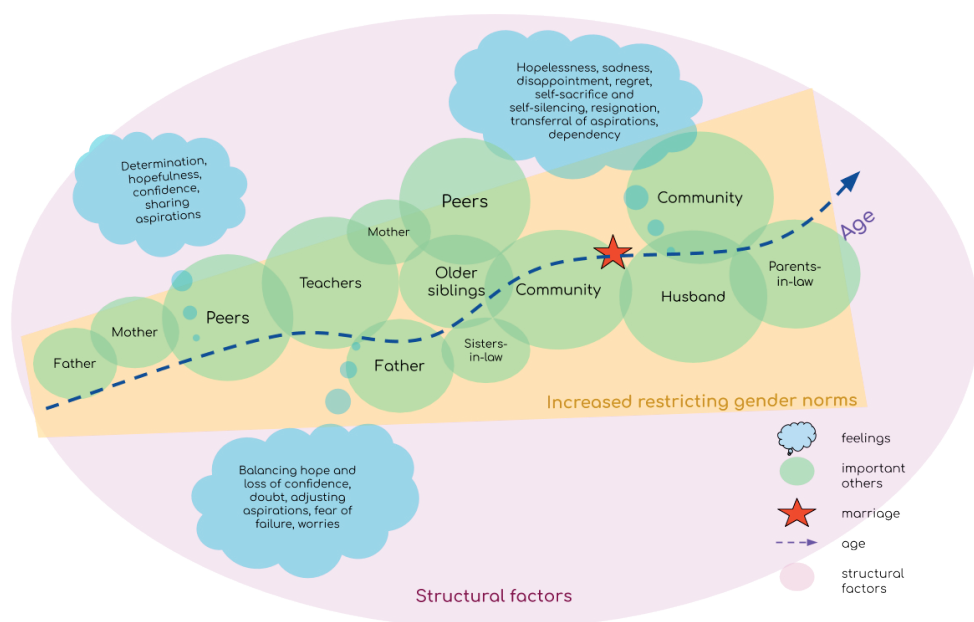 Hopelessness, sadness,
disappointment, regret,
self-sacrifice and
self-silencing, resignation,
transferral of aspirations,
dependency
Determination,
hopefulness,
confidence,
sharing
aspirations
Peers
Community
Mother
Age
Teachers
Older
siblings
Community
Parents-
in-law
Husband
Mother
Peers
Father
Father
Sisters-
in-law
Increased restricting gender norms
Balancing hope and
loss of confidence,
doubt, adjusting
aspirations, fear of
failure, worries
feelings
important
others
marriage
age
structural
factors
Structural factors